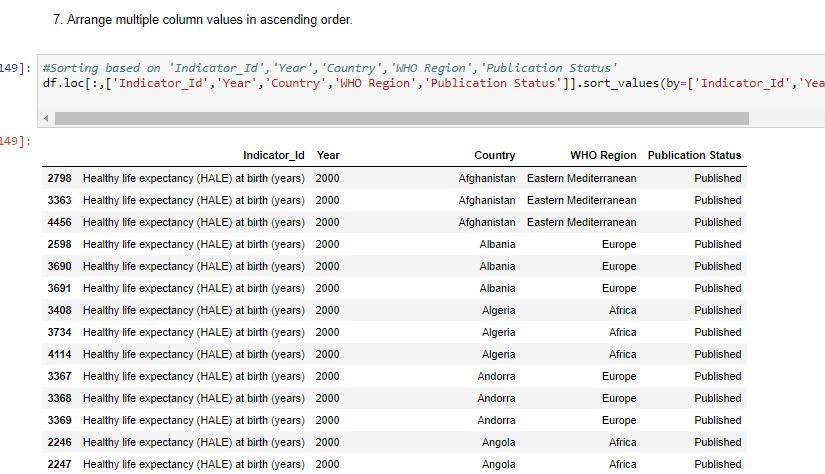 7. Arrange multiple column values in ascending order.
149]: #Sorting based on 'Indicator_Id','Year','Country','WHO Region','Publication Status'
df.loc[:,['Indicator_Id','Year','Country','WHO Region','Publication Status']].sort_values(by=['Indicator_Id','Yea
149]:
Indicator_Id Year Country WHO Region Publication Status
2798 Healthy life expectancy (HALE) at birth (years) 2000 Afghanistan Eastern Mediterranean Published
3363 Healthy life expectancy (HALE) at birth (years) 2000 Afghanistan Eastern Mediterranean Published
4456 Healthy life expectancy (HALE) at birth (years) 2000 Afghanistan Eastern Mediterranean Published
2598 Healthy life expectancy (HALE) at birth (years) 2000 Albania Europe Published
3690 Healthy life expectancy (HALE) at birth (years) 2000 Albania Europe Published
3691 Healthy life expectancy (HALE) at birth (years) 2000 Albania Europe Published
3408 Healthy life expectancy (HALE) at birth (years) 2000 Algeria Africa Published
3734 Healthy life expectancy (HALE) at birth (years) 2000 Algeria Africa Published
4114 Healthy life expectancy (HALE) at birth (years) 2000 Algeria Africa Published
3367 Healthy life expectancy (HALE) at birth (years) 2000 Andorra Europe Published
3368 Healthy life expectancy (HALE) at birth (years) 2000 Andorra Europe Published
3369 Healthy life expectancy (HALE) at birth (years) 2000 Andorra Europe Published
2246 Healthy life expectancy (HALE) at birth (years) 2000 Angola Africa Published
2247 Healthy life expectancy (HALE) at birth (years) 2000 Angola Africa Published